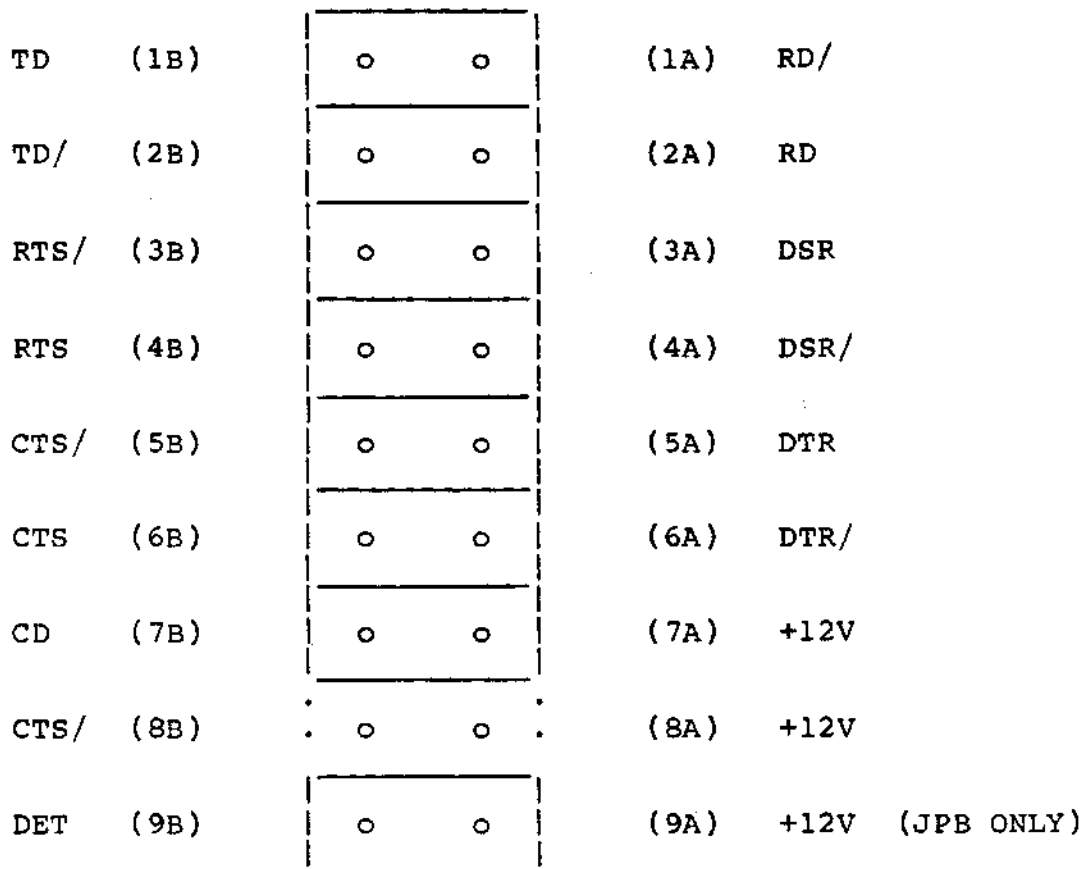 TD (1B) (1A) RD/
TD/ (2B) (2A) RD
RTS/ (3B) (3A) DSR
RTS (4B) (4A) DSR/
CTS/ (5B) (5A) DTR
CTS (6B) (6A) DTR/
CD (7B) (7A) +12V
CTS/ (8B) (8A) +12V
DET (9B) (9A) +12V (JPB ONLY)